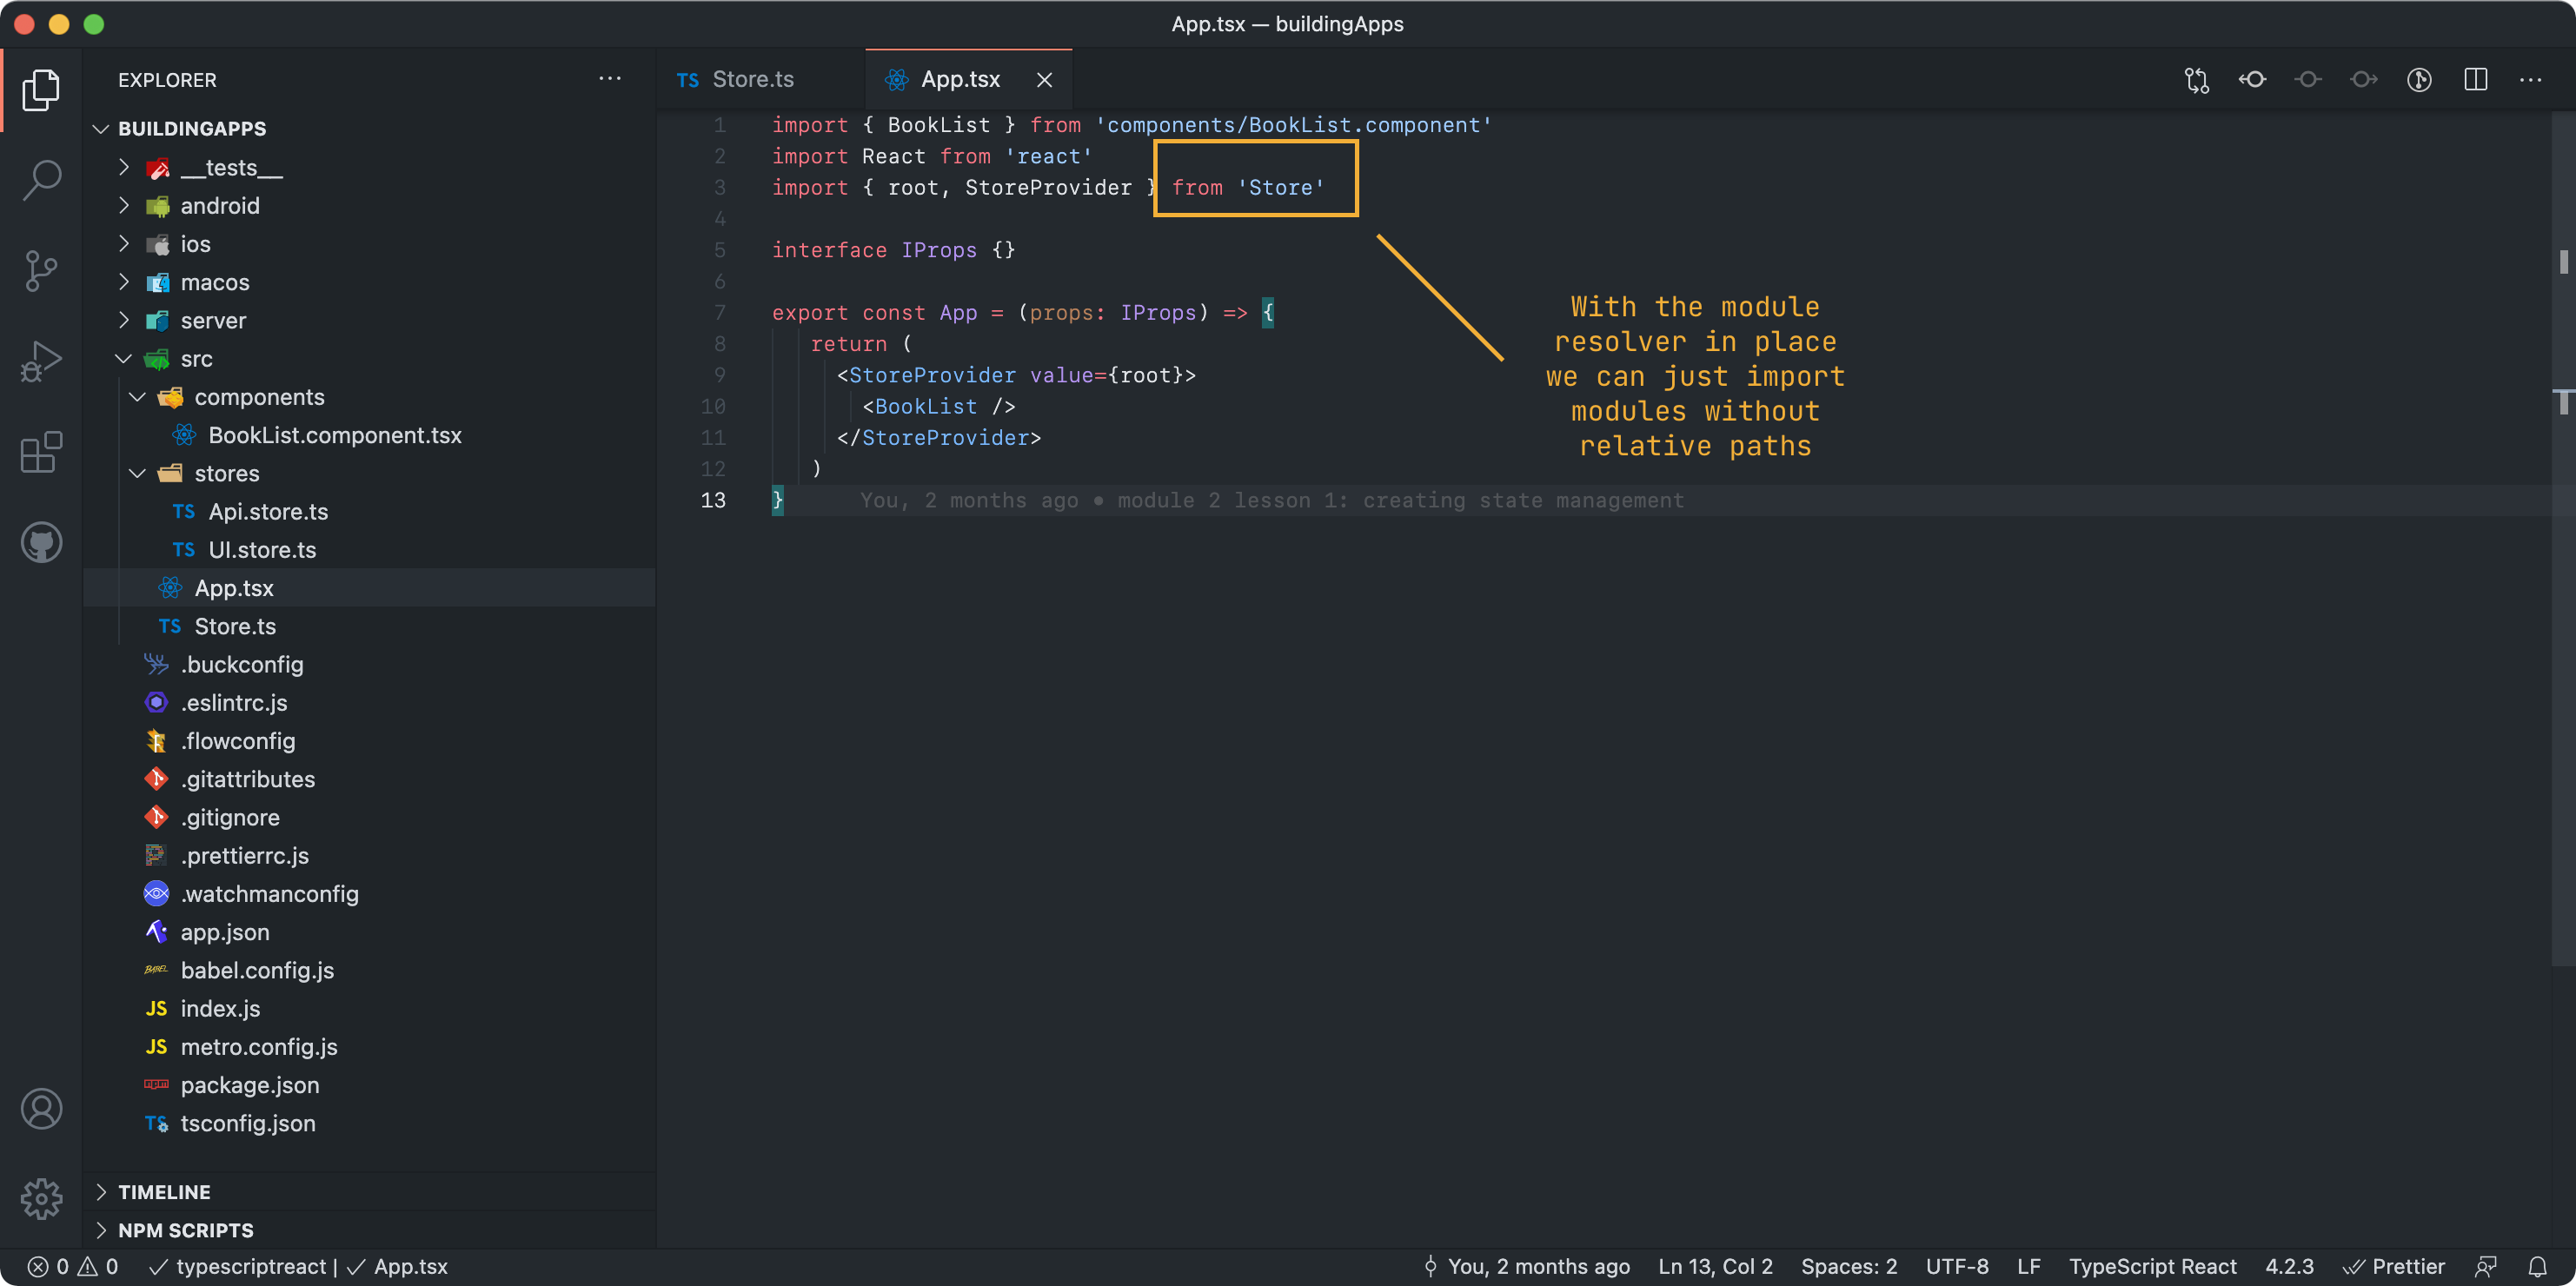 App.tsx — buildingApps
EXPLORER
BUILDINGAPPS
__tests__
android
ios
macos
server
src
components
BookList.component.tsx
stores
TS Api.store.ts
TS UI.store.ts
App.tsx
TS Store.ts
.buckconfig
.eslintrc.js
.flowconfig
.gitattributes
.gitignore
.prettierrc.js
.watchmanconfig
app.json
BABEL babel.config.js
JS index.js
JS metro.config.js
package.json
TS tsconfig.json
TIMELINE
NPM SCRIPTS
TS Store.ts
App.tsx
1 import { BookList } from 'components/BookList.component'
2 import React from 'react'
3 import { root, StoreProvider } from 'Store'
4
5 interface IProps {}
6
7 export const App = (props: IProps) => {
8 return (
9 <StoreProvider value={root}>
10 <BookList />
11 </StoreProvider>
12 )
13 } You, 2 months ago • module 2 lesson 1: creating state management
With the module
resolver in place
we can just import
modules without
relative paths
0 0 typescriptreact | App.tsx You, 2 months ago Ln 13, Col 2 Spaces: 2 UTF-8 LF TypeScript React 4.2.3 Prettier